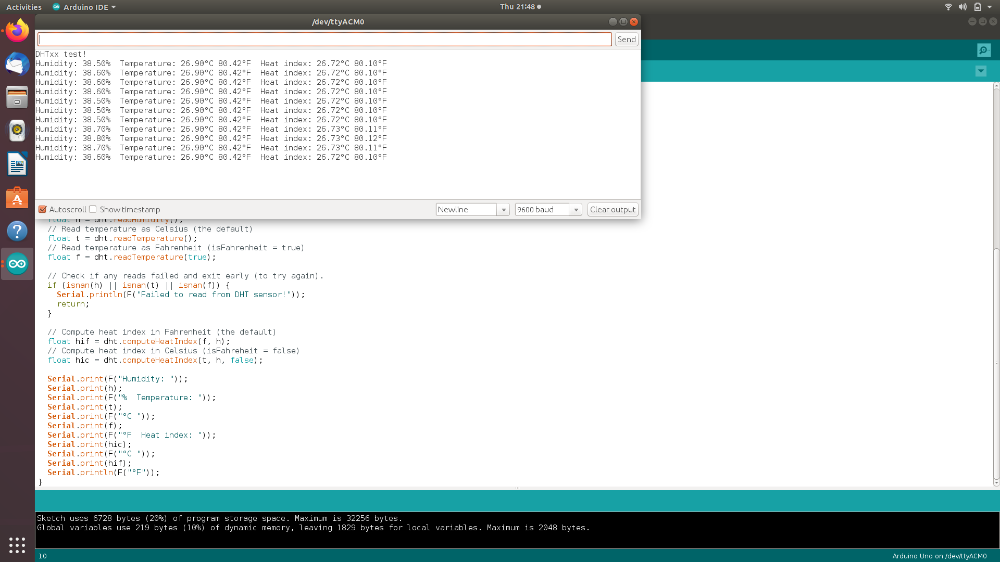 Activities
Arduino IDE
Thu 21:48
/dev/ttyACM0
Send
DHTxx test!
Humidity: 38.50%  Temperature: 26.90°C 80.42°F  Heat index: 26.72°C 80.10°F
Humidity: 38.60%  Temperature: 26.90°C 80.42°F  Heat index: 26.72°C 80.10°F
Humidity: 38.60%  Temperature: 26.90°C 80.42°F  Heat index: 26.72°C 80.10°F
Humidity: 38.60%  Temperature: 26.90°C 80.42°F  Heat index: 26.72°C 80.10°F
Humidity: 38.50%  Temperature: 26.90°C 80.42°F  Heat index: 26.72°C 80.10°F
Humidity: 38.50%  Temperature: 26.90°C 80.42°F  Heat index: 26.72°C 80.10°F
Humidity: 38.50%  Temperature: 26.90°C 80.42°F  Heat index: 26.72°C 80.10°F
Humidity: 38.70%  Temperature: 26.90°C 80.42°F  Heat index: 26.73°C 80.11°F
Humidity: 38.80%  Temperature: 26.90°C 80.42°F  Heat index: 26.73°C 80.12°F
Humidity: 38.70%  Temperature: 26.90°C 80.42°F  Heat index: 26.73°C 80.11°F
Humidity: 38.60%  Temperature: 26.90°C 80.42°F  Heat index: 26.72°C 80.10°F
Autoscroll
Show timestamp
Newline
9600 baud
Clear output
float h = dht.readHumidity();
// Read temperature as Celsius (the default)
float t = dht.readTemperature();
// Read temperature as Fahrenheit (isFahrenheit = true)
float f = dht.readTemperature(true);
// Check if any reads failed and exit early (to try again).
if (isnan(h) || isnan(t) || isnan(f)) {
Serial.println(F("Failed to read from DHT sensor!"));
return;
}
// Compute heat index in Fahrenheit (the default)
float hif = dht.computeHeatIndex(f, h);
// Compute heat index in Celsius (isFahreheit = false)
float hic = dht.computeHeatIndex(t, h, false);
Serial.print(F("Humidity: "));
Serial.print(h);
Serial.print(F("%  Temperature: "));
Serial.print(t);
Serial.print(F("°C "));
Serial.print(f);
Serial.print(F("°F  Heat index: "));
Serial.print(hic);
Serial.print(F("°C "));
Serial.print(hif);
Serial.println(F("°F"));
}
Sketch uses 6728 bytes (20%) of program storage space. Maximum is 32256 bytes.
Global variables use 219 bytes (10%) of dynamic memory, leaving 1829 bytes for local variables. Maximum is 2048 bytes.
10
Arduino Uno on /dev/ttyACM0